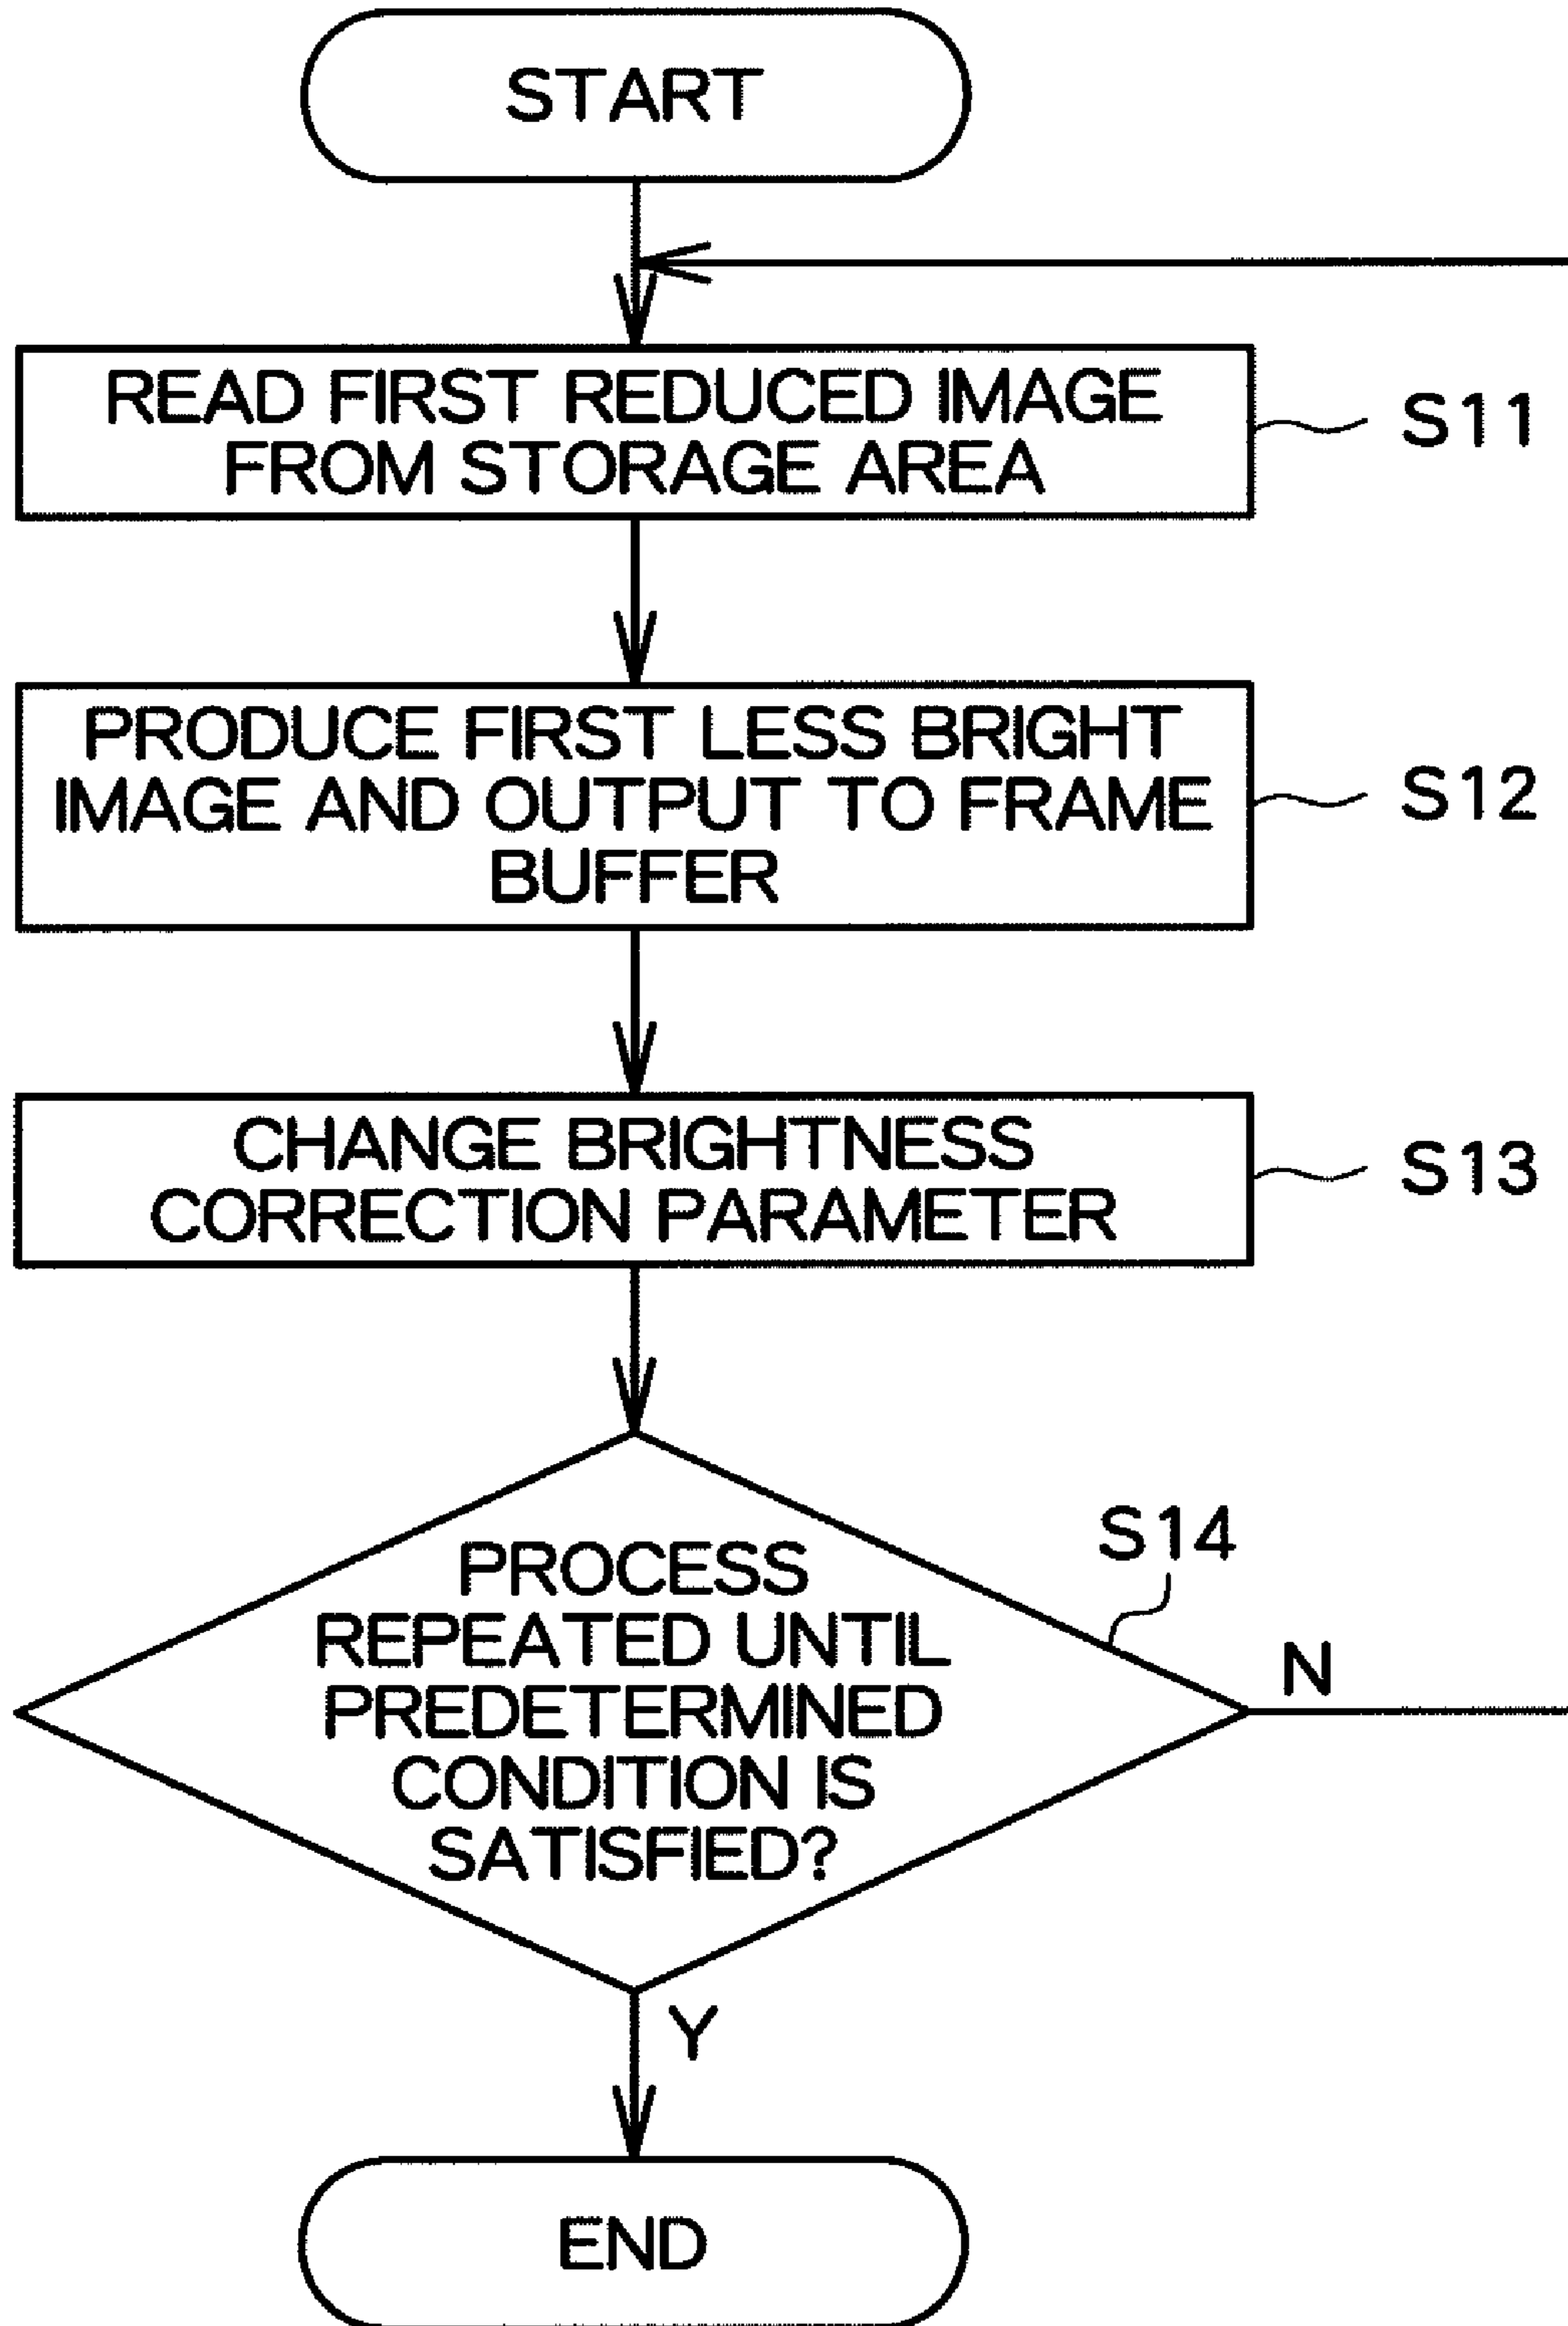 START
READ FIRST REDUCED IMAGE
FROM STORAGE AREA
S11
PRODUCE FIRST LESS BRIGHT
IMAGE AND OUTPUT TO FRAME
BUFFER
S12
CHANGE BRIGHTNESS
CORRECTION PARAMETER
S13
S14
PROCESS
REPEATED UNTIL
PREDETERMINED
CONDITION IS
SATISFIED?
N
Y
END